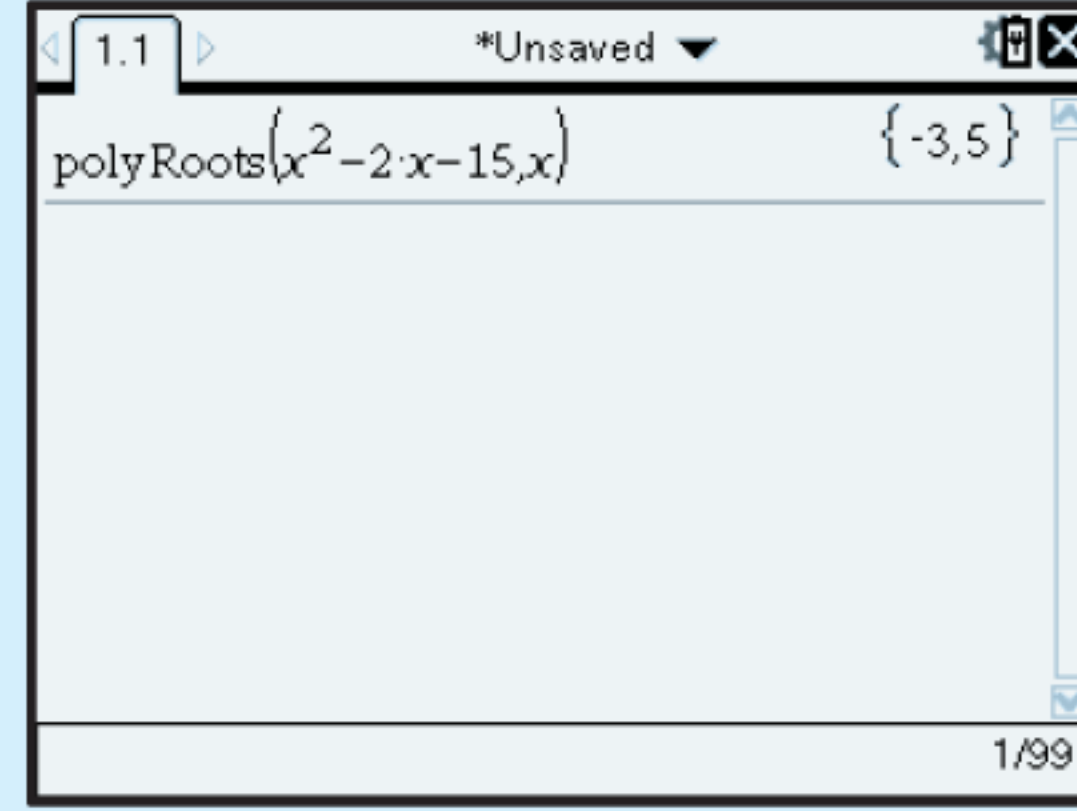 1.1 *Unsaved
polyRoots(x²−2·x−15,x) {-3,5}
1/99